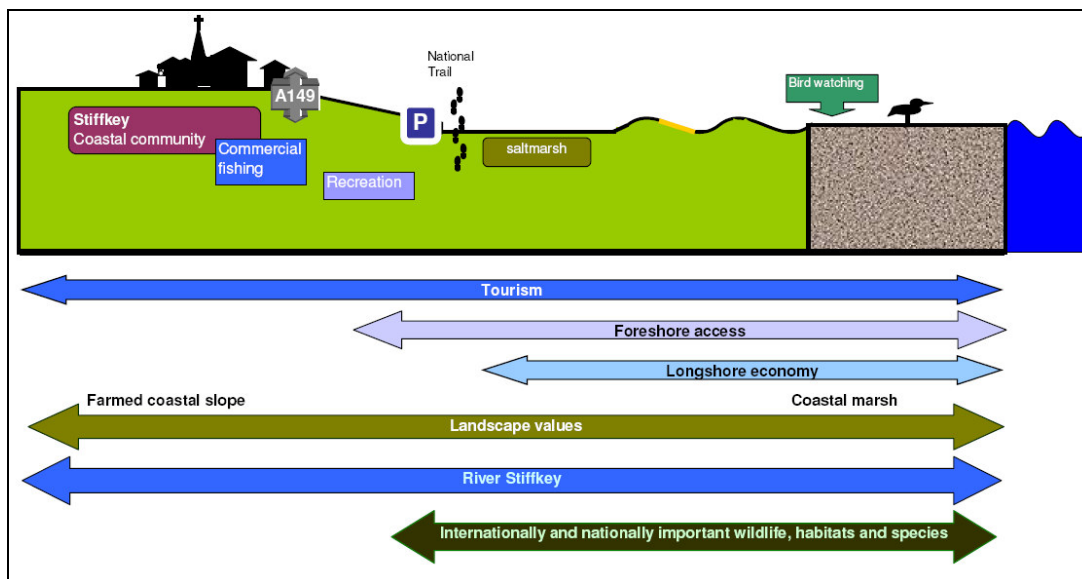 National
Trail
Bird watching
A149
P
Stiffkey
Coastal community
Commercial
fishing
saltmarsh
Recreation
Tourism
Foreshore access
Longshore economy
Farmed coastal slope
Coastal marsh
Landscape values
River Stiffkey
Internationally and nationally important wildlife, habitats and species